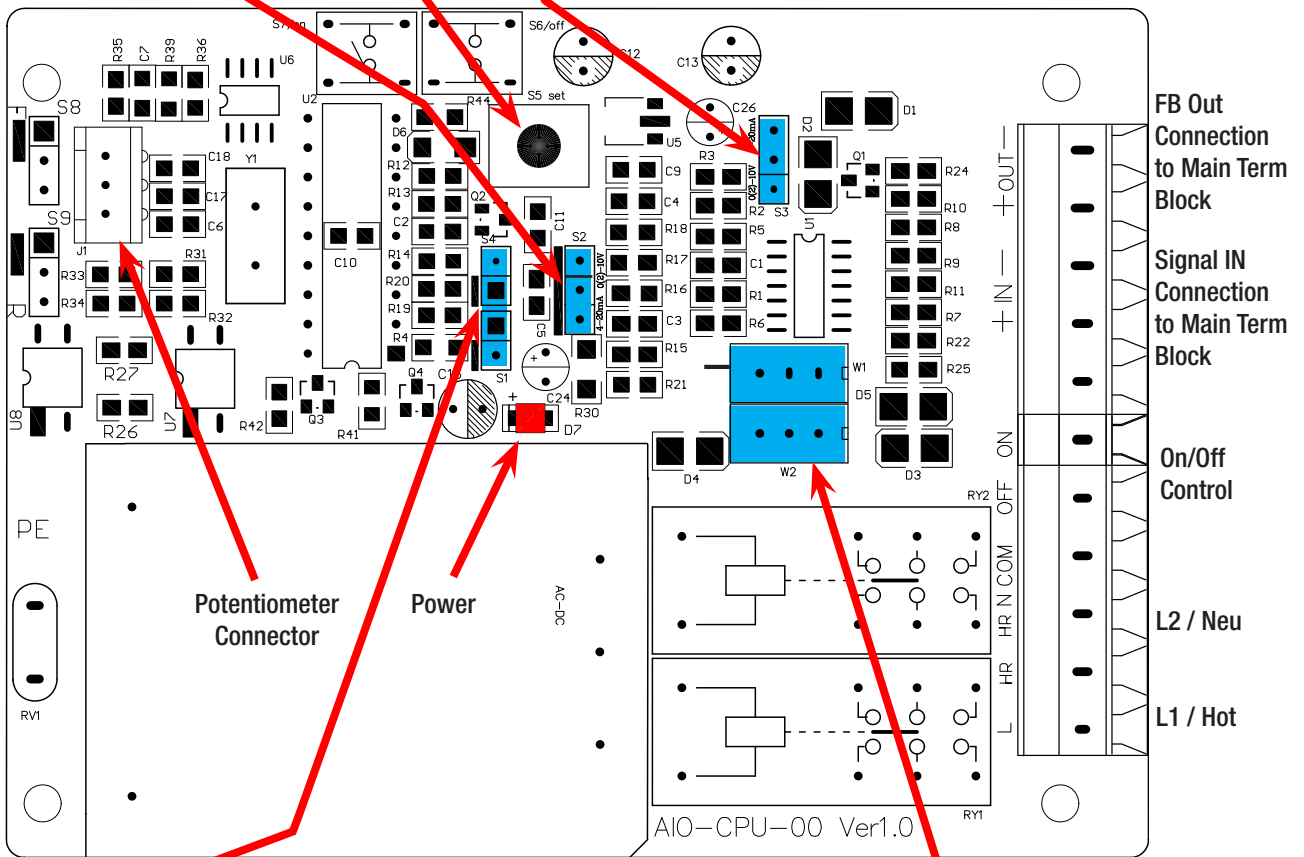 S7/on
S6/off
C12
C13
R35
C7
R39
R36
U6
S8
S9
J1
C18
C17
C6
Y1
R33
R34
R31
R32
R
U8
R27
R26
U7
U2
C10
R44
D6
R12
R13
C2
R14
R20
R19
R4
S5 set
Q2
C11
S4
S1
S2
0(2)-10V
4-20mA
C5
+
C24
R30
+
D7
R42
Q3
R41
Q4
U5
C26
C9
C4
R18
R17
R16
C3
R15
R21
R3
R2
R5
C1
R1
R6
20mA
0(2)-10V
S3
U1
D2
D1
Q1
R24
R10
R8
R9
R11
R7
R22
R25
W1
W2
D5
D3
D4
+ OUT —
+ IN —
ON
OFF
COM
N
HR
HR
L
RY2
RY1
PE
RV1
AC-DC
AIO-CPU-00 Ver1.0
Potentiometer
Connector
Power
FB Out
Connection
to Main Term
Block
Signal IN
Connection
to Main Term
Block
On/Off
Control
L2 / Neu
L1 / Hot